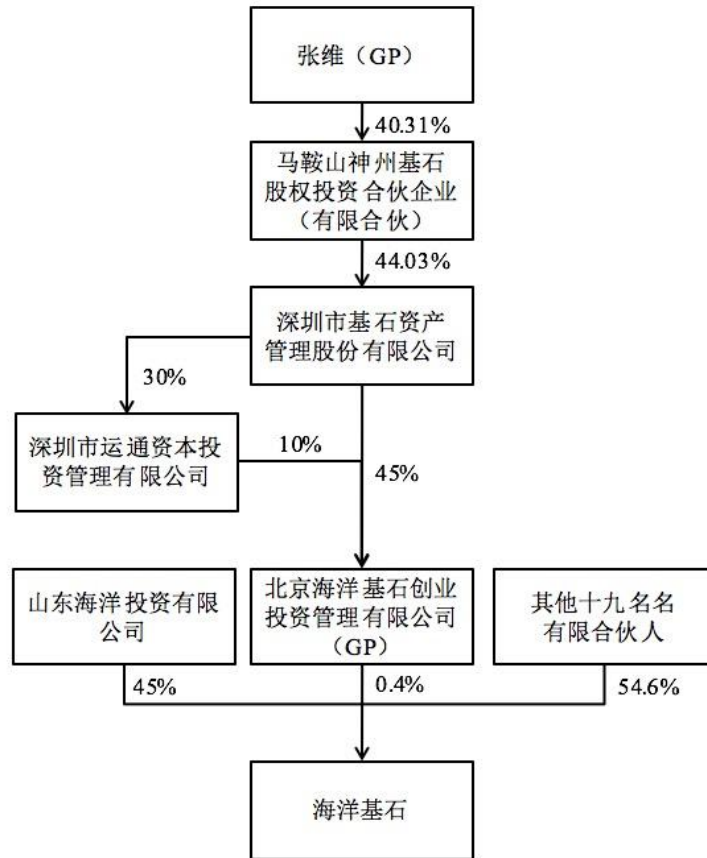 张维（GP）
40.31%
马鞍山神州基石
股权投资合伙企业
（有限合伙）
44.03%
深圳市基石资产
管理股份有限公司
30%
深圳市运通资本投
资管理有限公司
10%
45%
山东海洋投资有限
公司
北京海洋基石创业
投资管理有限公司
（GP）
其他十九名名
有限合伙人
45%
0.4%
54.6%
海洋基石